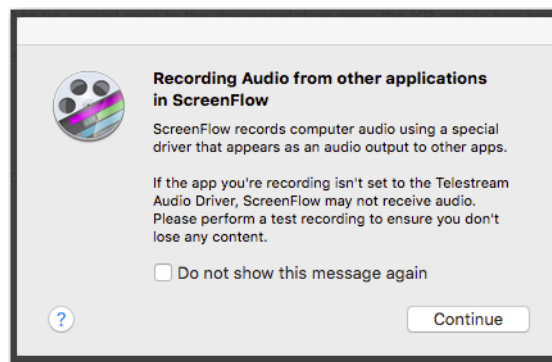 Recording Audio from other applications
in ScreenFlow
ScreenFlow records computer audio using a special
driver that appears as an audio output to other apps.
If the app you're recording isn't set to the Telestream
Audio Driver, ScreenFlow may not receive audio.
Please perform a test recording to ensure you don't
lose any content.
Do not show this message again
?
Continue